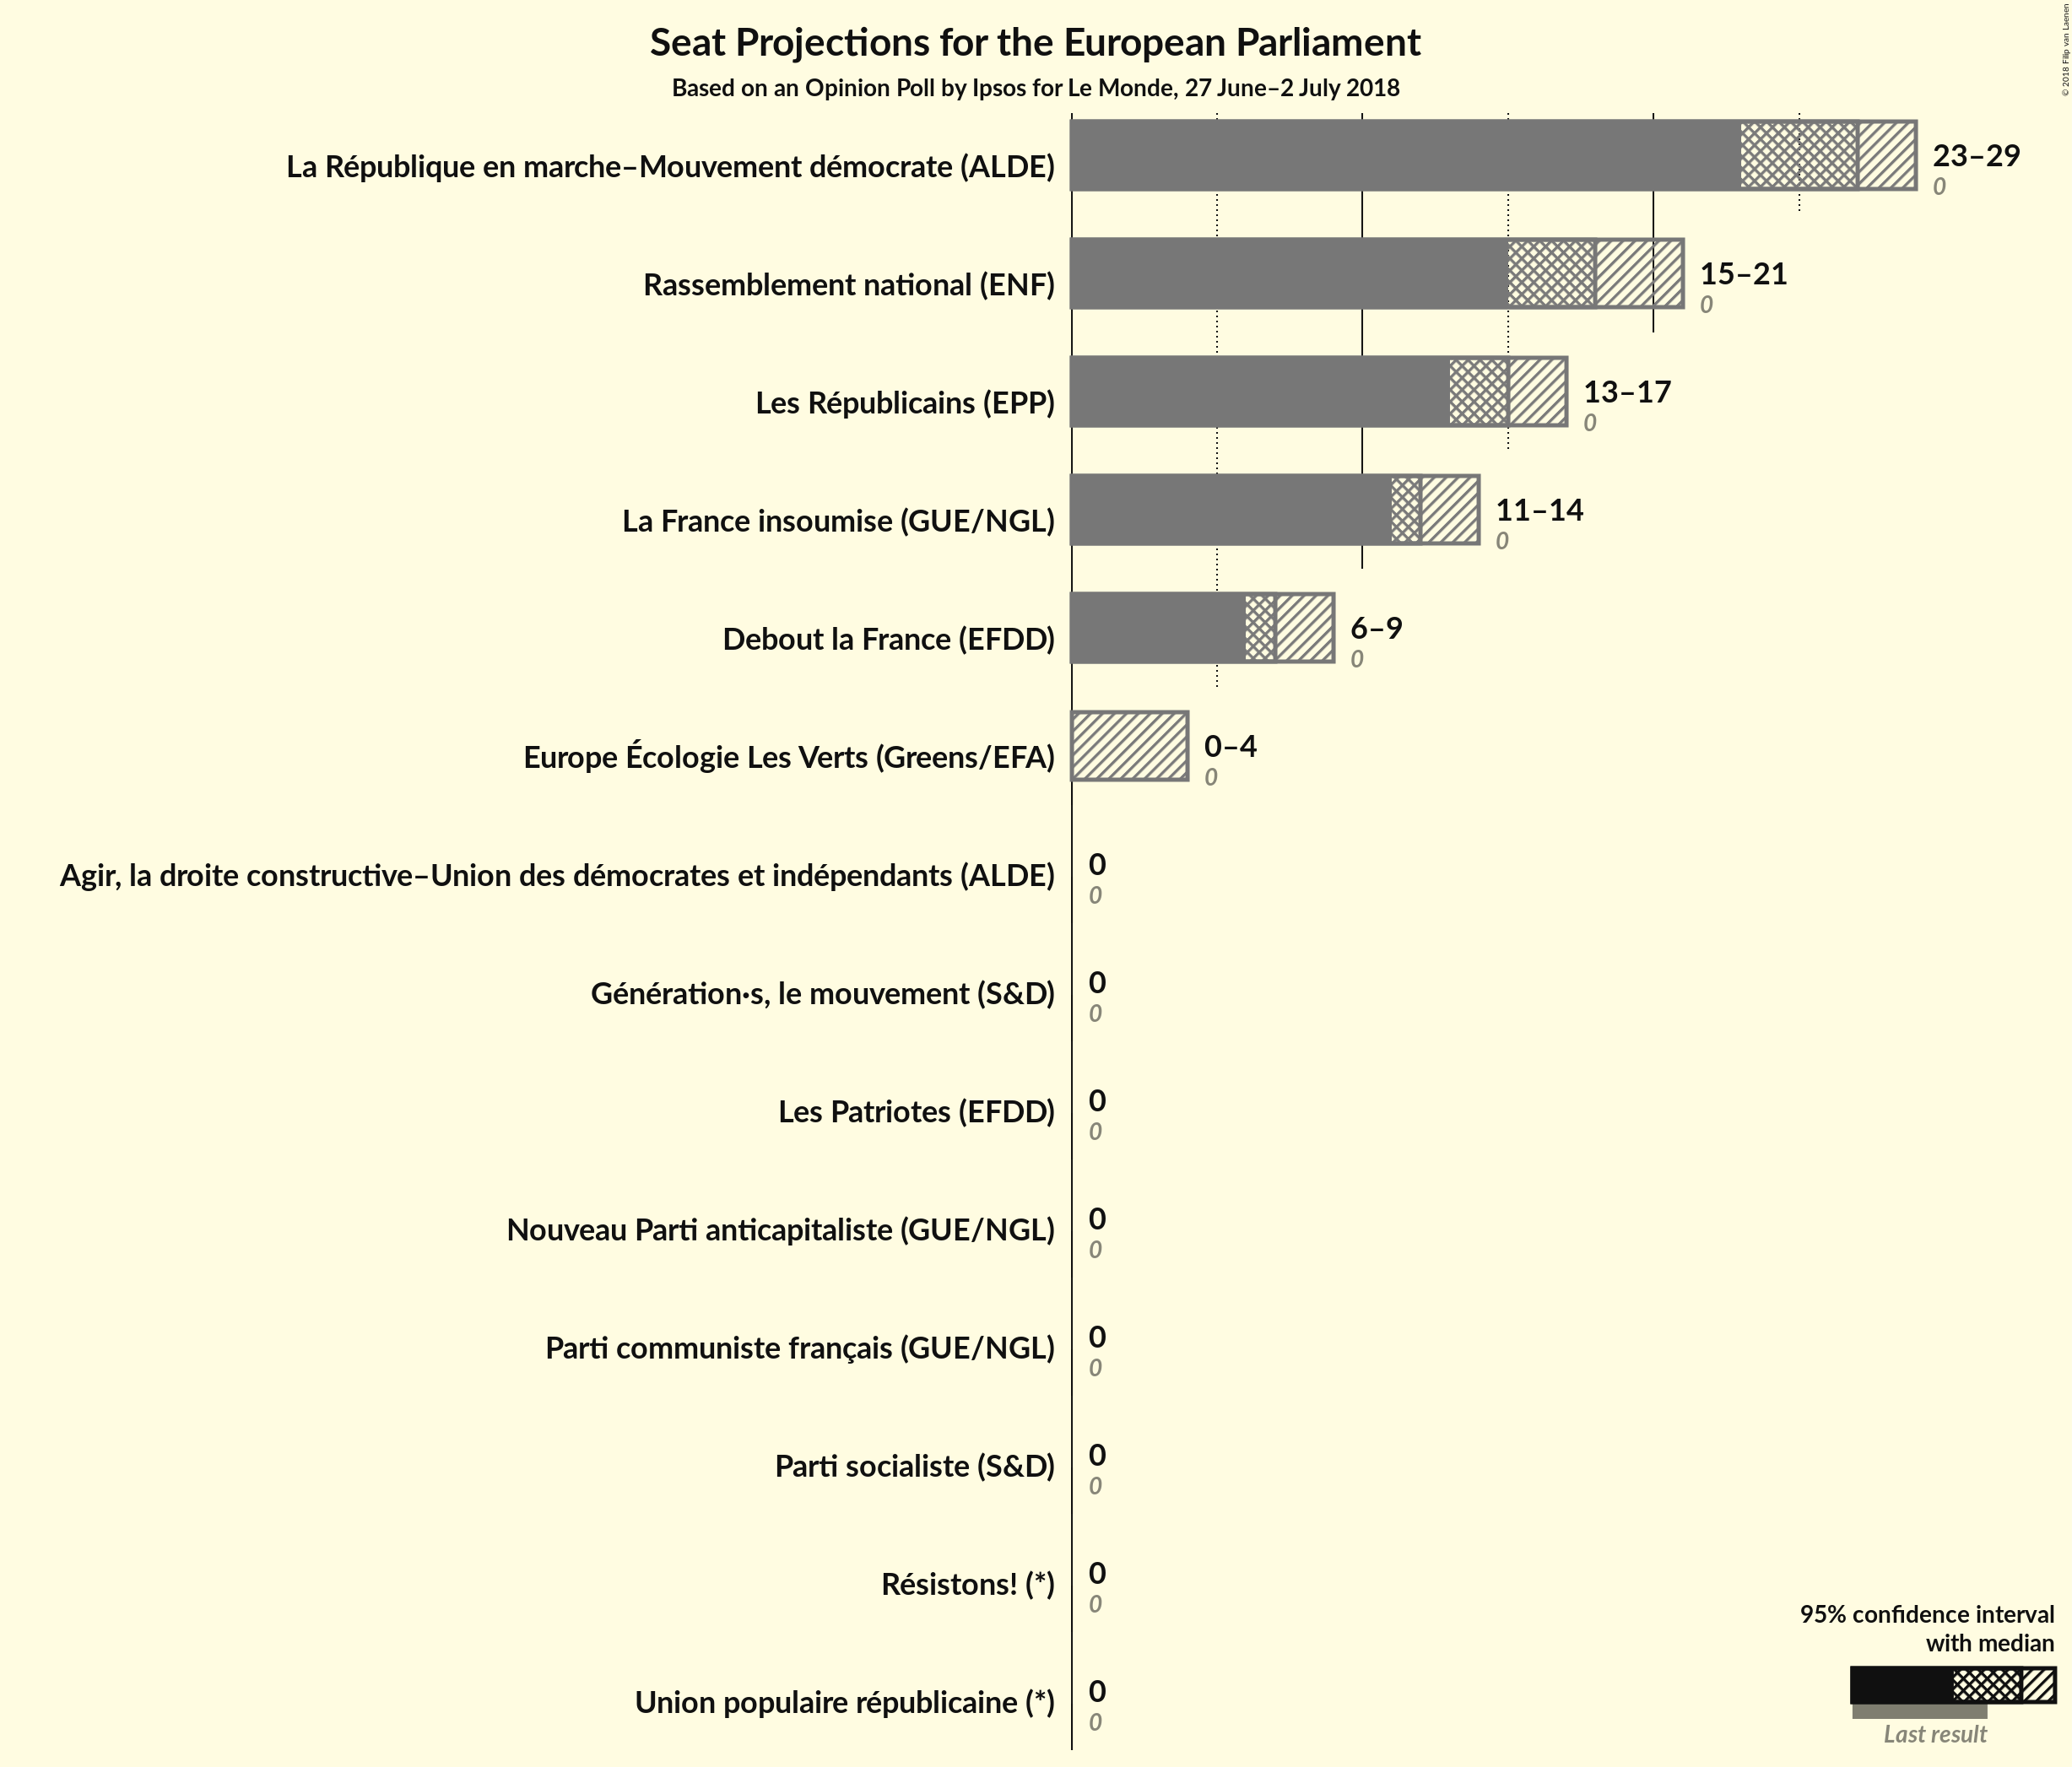 Seat Projections for the European Parliament
Based on an Opinion Poll by Ipsos for Le Monde, 27 June–2 July 2018
© 2018 Filip van Laenen
La République en marche–Mouvement démocrate (ALDE)
23–29
0
Rassemblement national (ENF)
15–21
0
Les Républicains (EPP)
13–17
0
La France insoumise (GUE/NGL)
11–14
0
Debout la France (EFDD)
6–9
0
Europe Écologie Les Verts (Greens/EFA)
0–4
0
Agir, la droite constructive–Union des démocrates et indépendants (ALDE)
0
0
Génération·s, le mouvement (S&D)
0
0
Les Patriotes (EFDD)
0
0
Nouveau Parti anticapitaliste (GUE/NGL)
0
0
Parti communiste français (GUE/NGL)
0
0
Parti socialiste (S&D)
0
0
Résistons! (*)
0
0
Union populaire républicaine (*)
0
0
95% confidence interval
with median
Last result